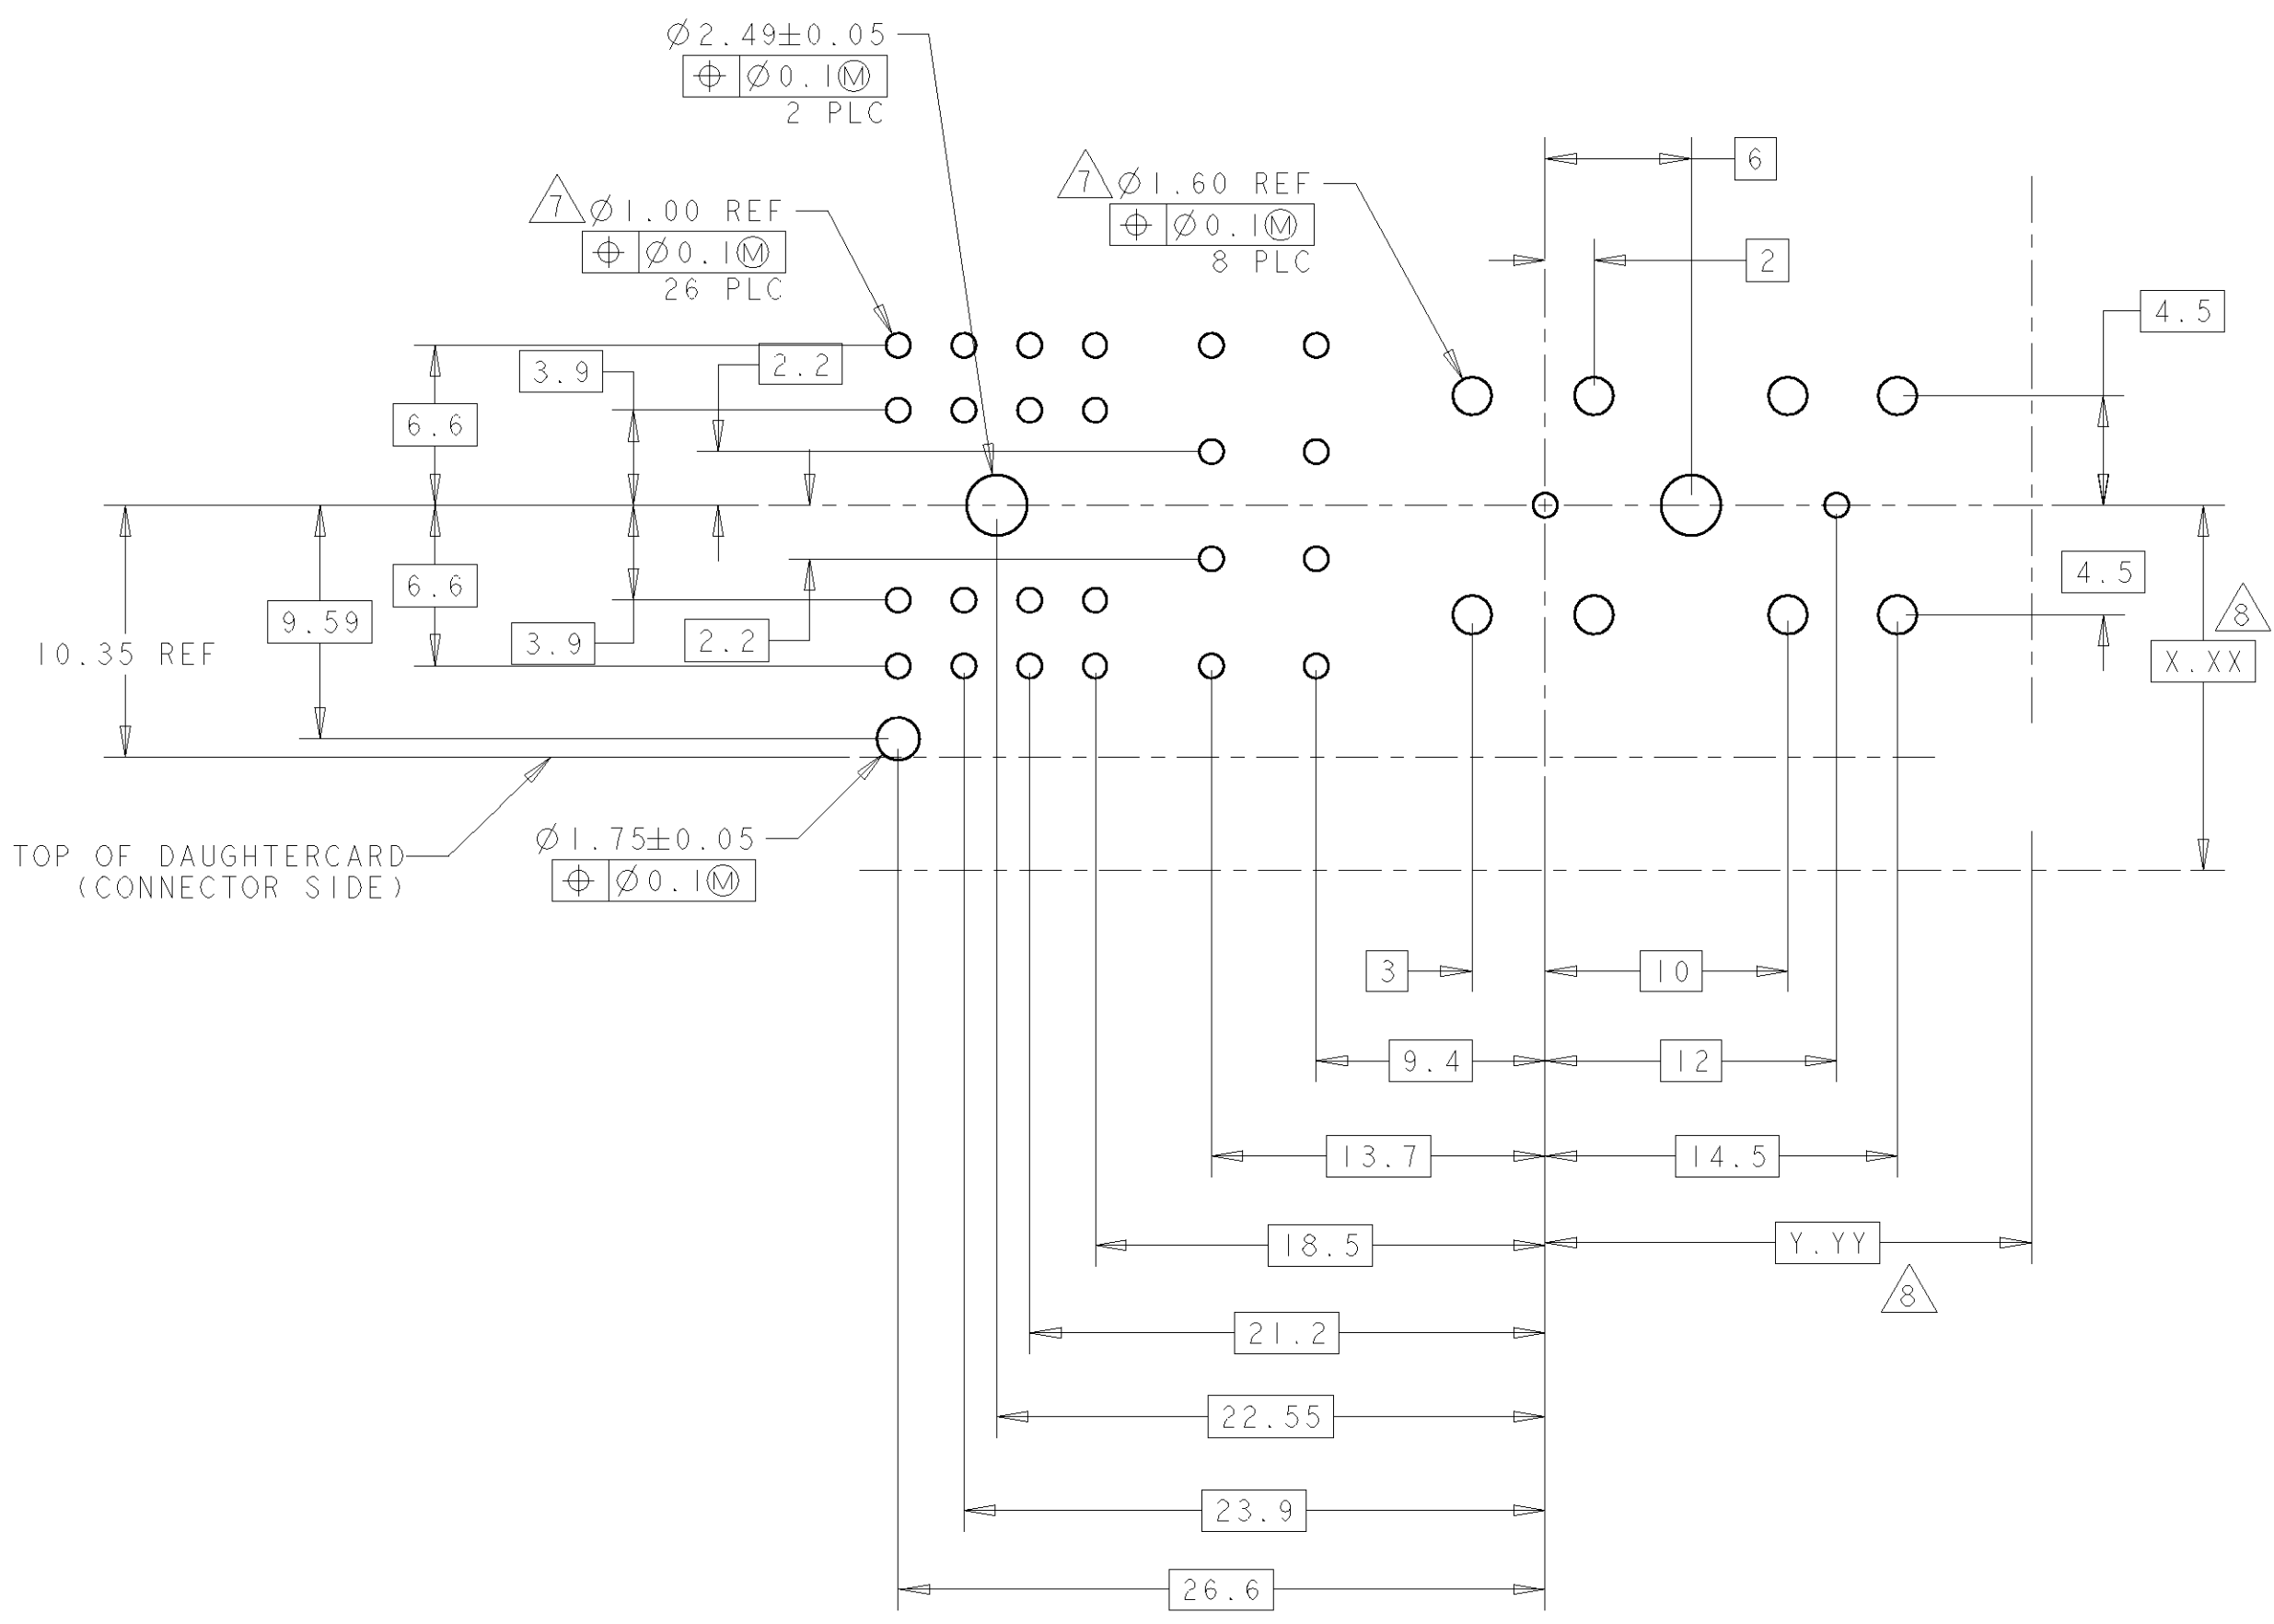 Ø2.49±0.05
⌖ Ø0.1Ⓜ
2 PLC
7 Ø1.60 REF
⌖ Ø0.1Ⓜ
8 PLC
7 Ø1.00 REF
⌖ Ø0.1Ⓜ
26 PLC
6
2
4.5
3.9
2.2
6.6
6.6
9.59
3.9
2.2
10.35 REF
4.5
8
X.XX
TOP OF DAUGHTERCARD
(CONNECTOR SIDE)
Ø1.75±0.05
⌖ Ø0.1Ⓜ
3
10
9.4
12
13.7
14.5
18.5
Y.YY
8
21.2
22.55
23.9
26.6